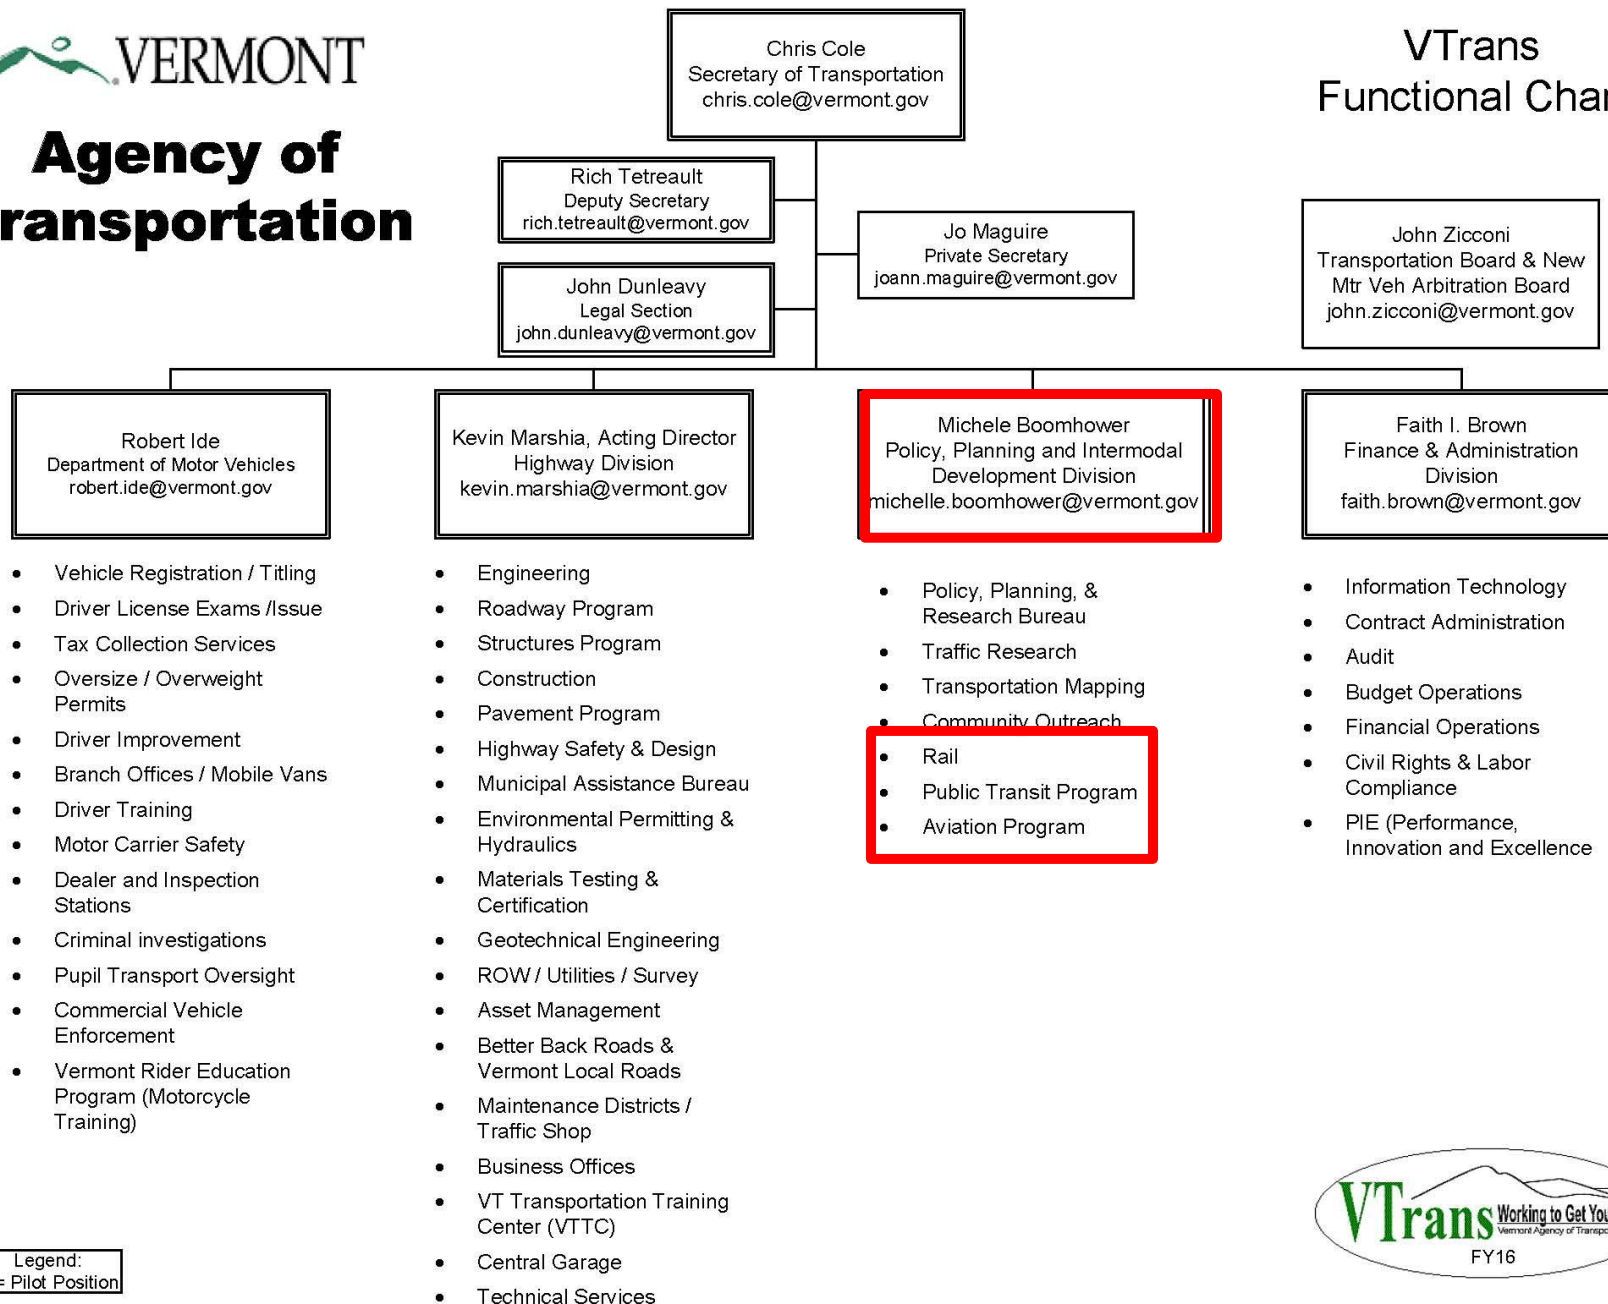 VERMONT
Agency of
ransportation
Chris Cole
Secretary of Transportation
chris.cole@vermont.gov
VTrans
Functional Char
Rich Tetreault
Deputy Secretary
rich.tetreault@vermont.gov
Jo Maguire
Private Secretary
joann.maguire@vermont.gov
John Dunleavy
Legal Section
john.dunleavy@vermont.gov
John Zicconi
Transportation Board & New
Mtr Veh Arbitration Board
john.zicconi@vermont.gov
Robert Ide
Department of Motor Vehicles
robert.ide@vermont.gov
Kevin Marshia, Acting Director
Highway Division
kevin.marshia@vermont.gov
Michele Boomhower
Policy, Planning and Intermodal
Development Division
michelle.boomhower@vermont.gov
Faith I. Brown
Finance & Administration
Division
faith.brown@vermont.gov
• Vehicle Registration / Titling
• Driver License Exams /Issue
• Tax Collection Services
• Oversize / Overweight
Permits
• Driver Improvement
• Branch Offices / Mobile Vans
• Driver Training
• Motor Carrier Safety
• Dealer and Inspection
Stations
• Criminal investigations
• Pupil Transport Oversight
• Commercial Vehicle
Enforcement
• Vermont Rider Education
Program (Motorcycle
Training)
• Engineering
• Roadway Program
• Structures Program
• Construction
• Pavement Program
• Highway Safety & Design
• Municipal Assistance Bureau
• Environmental Permitting &
Hydraulics
• Materials Testing &
Certification
• Geotechnical Engineering
• ROW / Utilities / Survey
• Asset Management
• Better Back Roads &
Vermont Local Roads
• Maintenance Districts /
Traffic Shop
• Business Offices
• VT Transportation Training
Center (VTTC)
• Central Garage
• Technical Services
• Policy, Planning, &
Research Bureau
• Traffic Research
• Transportation Mapping
• Community Outreach
• Rail
• Public Transit Program
• Aviation Program
• Information Technology
• Contract Administration
• Audit
• Budget Operations
• Financial Operations
• Civil Rights & Labor
Compliance
• PIE (Performance,
Innovation and Excellence
Legend:
= Pilot Position
VTrans Working to Get You
Vermont Agency of Transpo
FY16